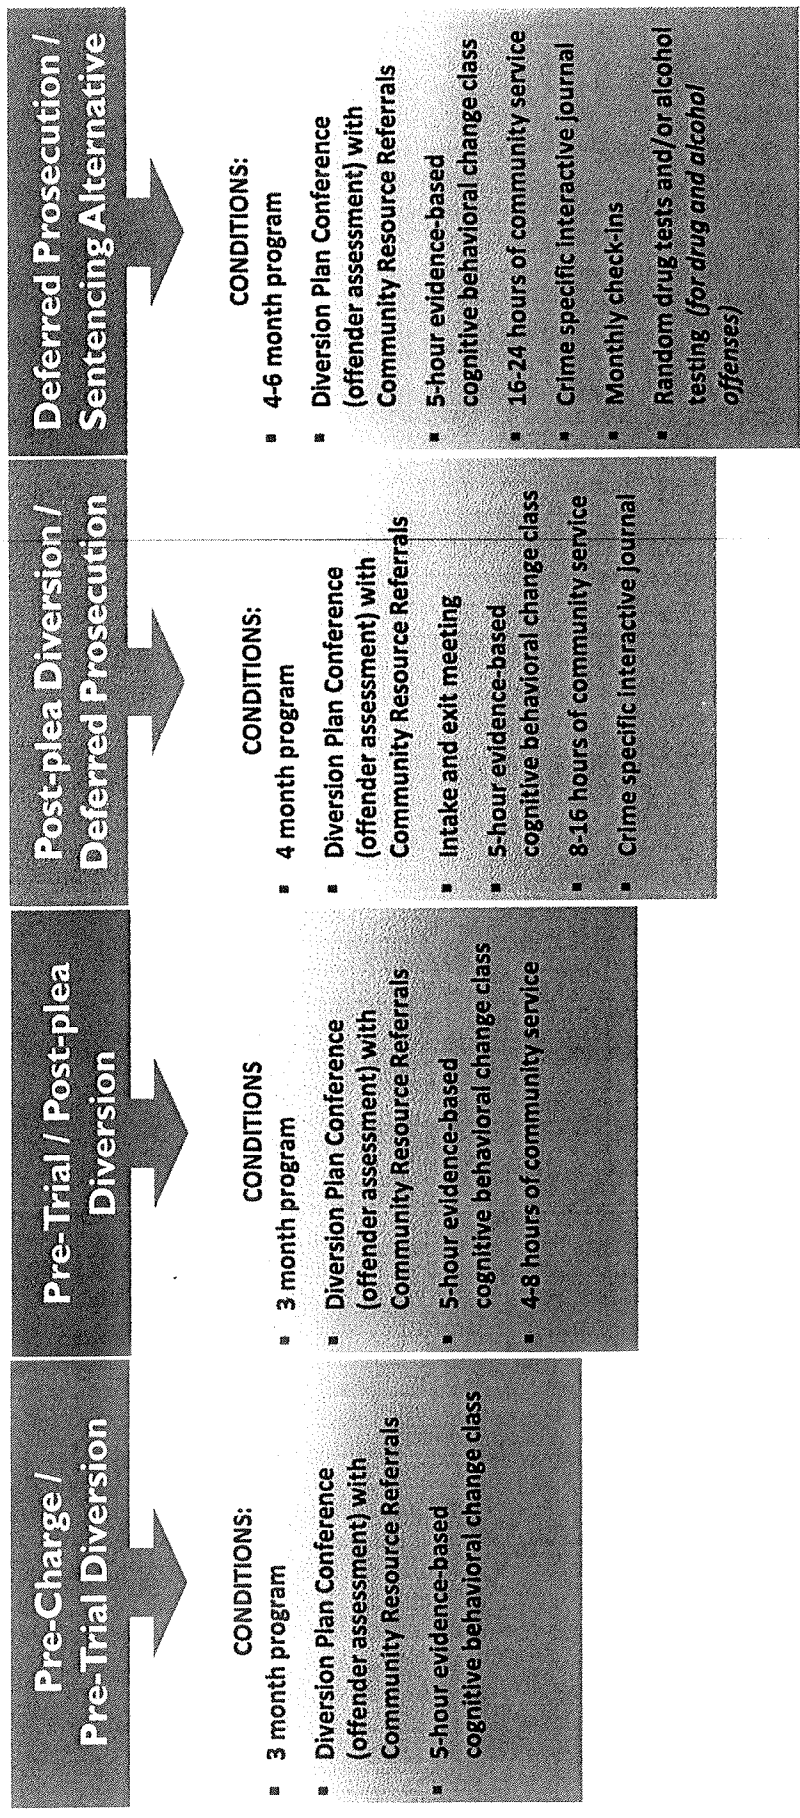 Pre-Charge /
Pre-Trial Diversion
CONDITIONS:
▪ 3 month program
▪ Diversion Plan Conference
(offender assessment) with
Community Resource Referrals
▪ 5-hour evidence-based
cognitive behavioral change class
Pre-Trial / Post-plea
Diversion
CONDITIONS
▪ 3 month program
▪ Diversion Plan Conference
(offender assessment) with
Community Resource Referrals
▪ 5-hour evidence-based
cognitive behavioral change class
▪ 4-8 hours of community service
Post-plea Diversion /
Deferred Prosecution
CONDITIONS:
▪ 4 month program
▪ Diversion Plan Conference
(offender assessment) with
Community Resource Referrals
▪ Intake and exit meeting
▪ 5-hour evidence-based
cognitive behavioral change class
▪ 8-16 hours of community service
▪ Crime specific interactive journal
Deferred Prosecution /
Sentencing Alternative
CONDITIONS:
▪ 4-6 month program
▪ Diversion Plan Conference
(offender assessment) with
Community Resource Referrals
▪ 5-hour evidence-based
cognitive behavioral change class
▪ 16-24 hours of community service
▪ Crime specific interactive journal
▪ Monthly check-ins
▪ Random drug tests and/or alcohol
testing (for drug and alcohol
offenses)